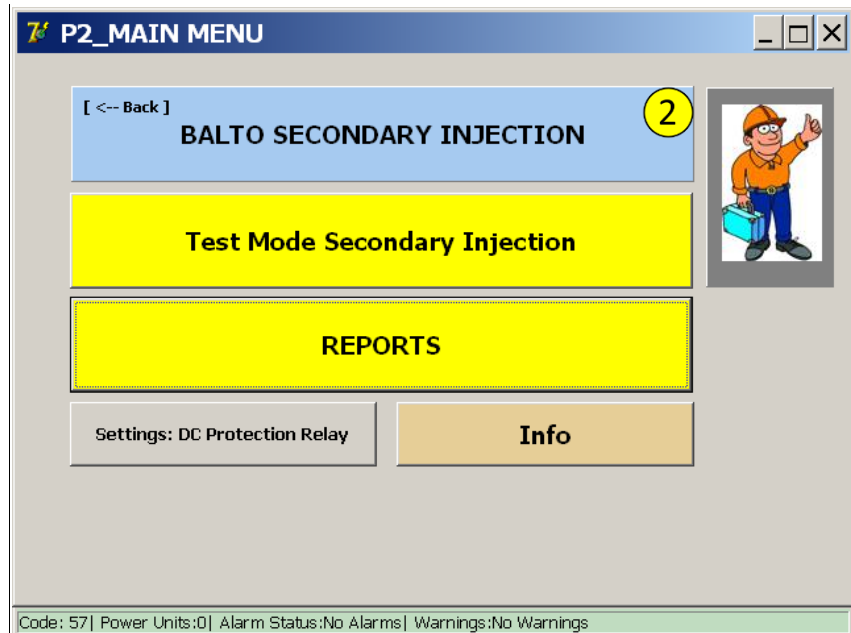 P2_MAIN MENU
[ <-- Back ]
2
BALTO SECONDARY INJECTION
Test Mode Secondary Injection
REPORTS
Settings: DC Protection Relay
Info
Code: 57| Power Units:0| Alarm Status:No Alarms| Warnings:No Warnings